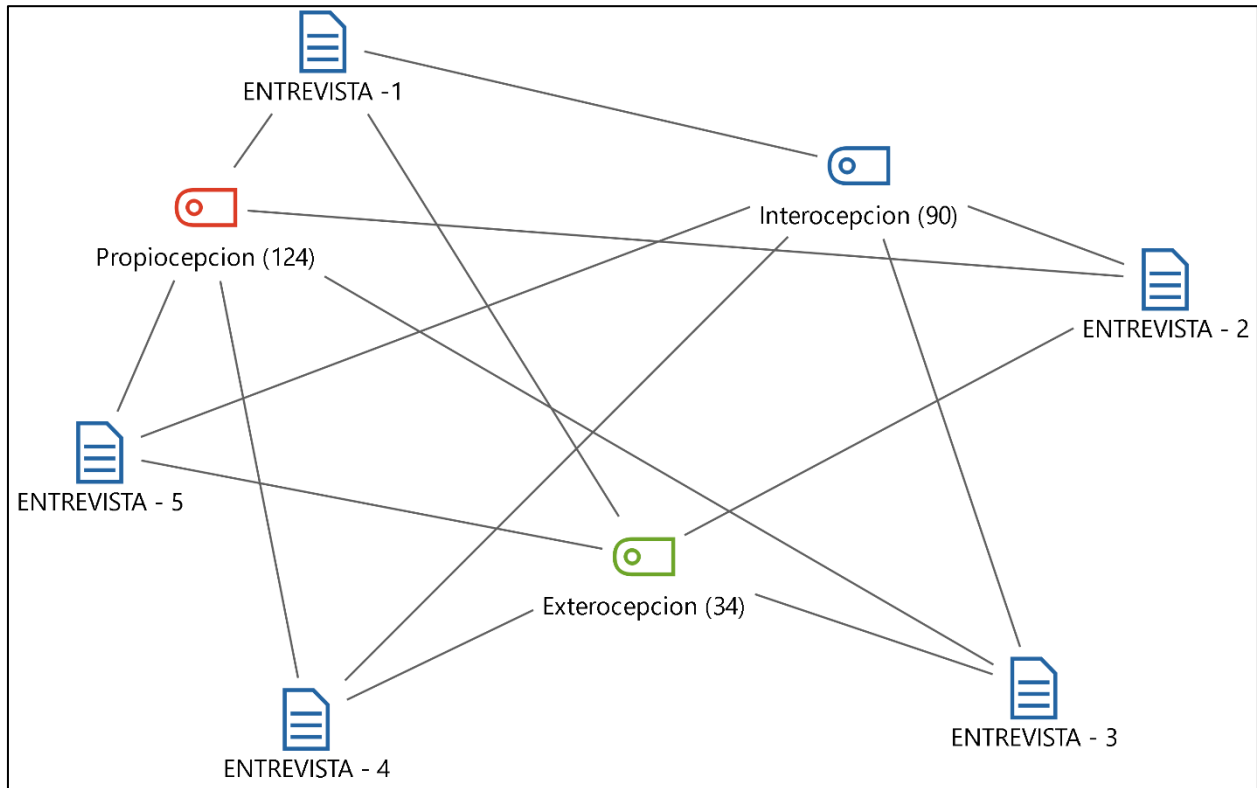 ENTREVISTA -1
Interocepcion (90)
Propiocepcion (124)
ENTREVISTA - 2
ENTREVISTA - 5
Exterocepcion (34)
ENTREVISTA - 3
ENTREVISTA - 4